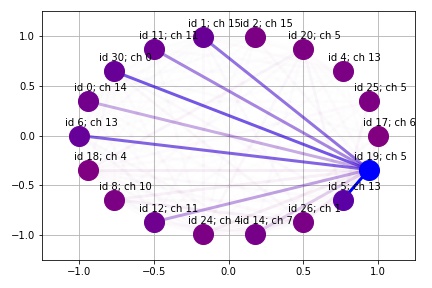 id 1; ch 15
id 2; ch 15
id 11; ch 11
id 20; ch 5
id 30; ch
id 4; ch 13
id 0; ch 14
id 25; ch 5
id 6; ch 13
id 17; ch 6
id 18; ch 4
id 19; ch 5
id 8; ch 10
id 5; ch 13
id 12; ch 11
id 26; ch 1
id 24; ch 4
id 14; ch 7
1.0
0.5
0.0
−0.5
−1.0
−1.0 −0.5 0.0 0.5 1.0